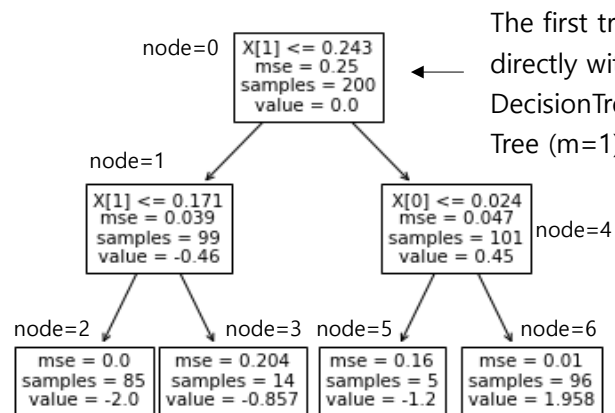 node=0
X[1] <= 0.243
mse = 0.25
samples = 200
value = 0.0
The first
directly
Tree (m=1)
node=1
X[1] <= 0.171
mse = 0.039
samples = 99
value = -0.46
X[0] <= 0.024
mse = 0.047
samples = 101
value = 0.45
node=4
node=2
mse = 0.0
samples = 85
value = -2.0
node=3
mse = 0.204
samples = 14
value = -0.857
node=5
mse = 0.16
samples = 5
value = -1.2
node=6
mse = 0.01
samples = 96
value = 1.958